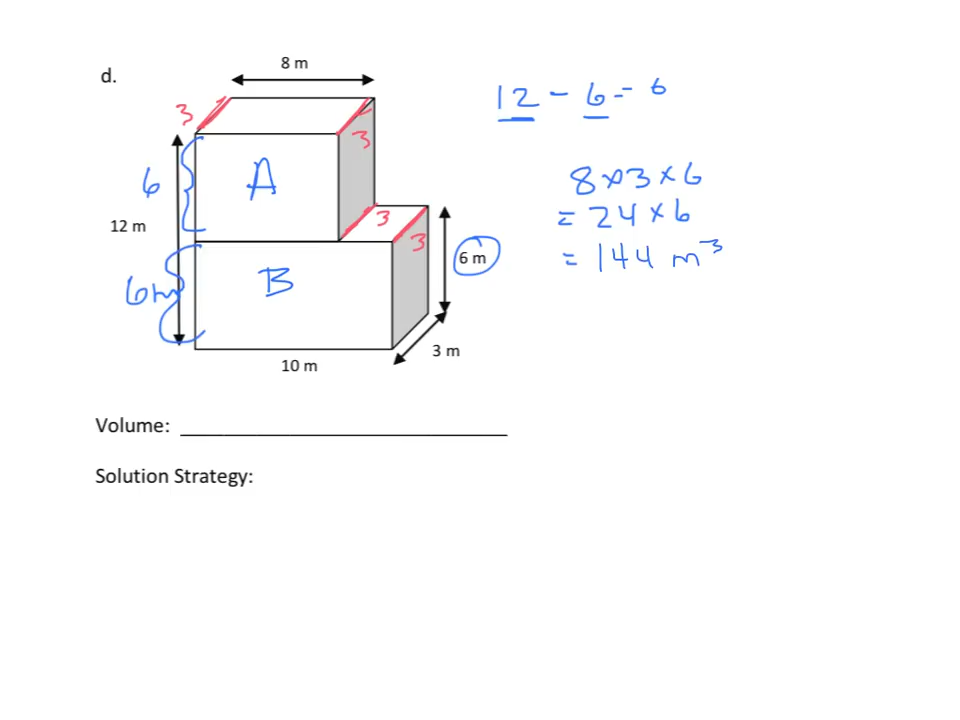 8 m
d.
3
12 - 6 = 6
3
6
A
8 x 3 x 6
3
= 24 x 6
12 m
3
6 m
= 144 m³
6m
B
3 m
10 m
Volume: ____________________
Solution Strategy: